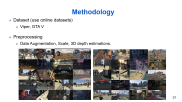 Methodology
Dataset (use online datasets)
Viper, GTA V
Preprocessing
Data Augmentation, Scale, 3D depth estimations.